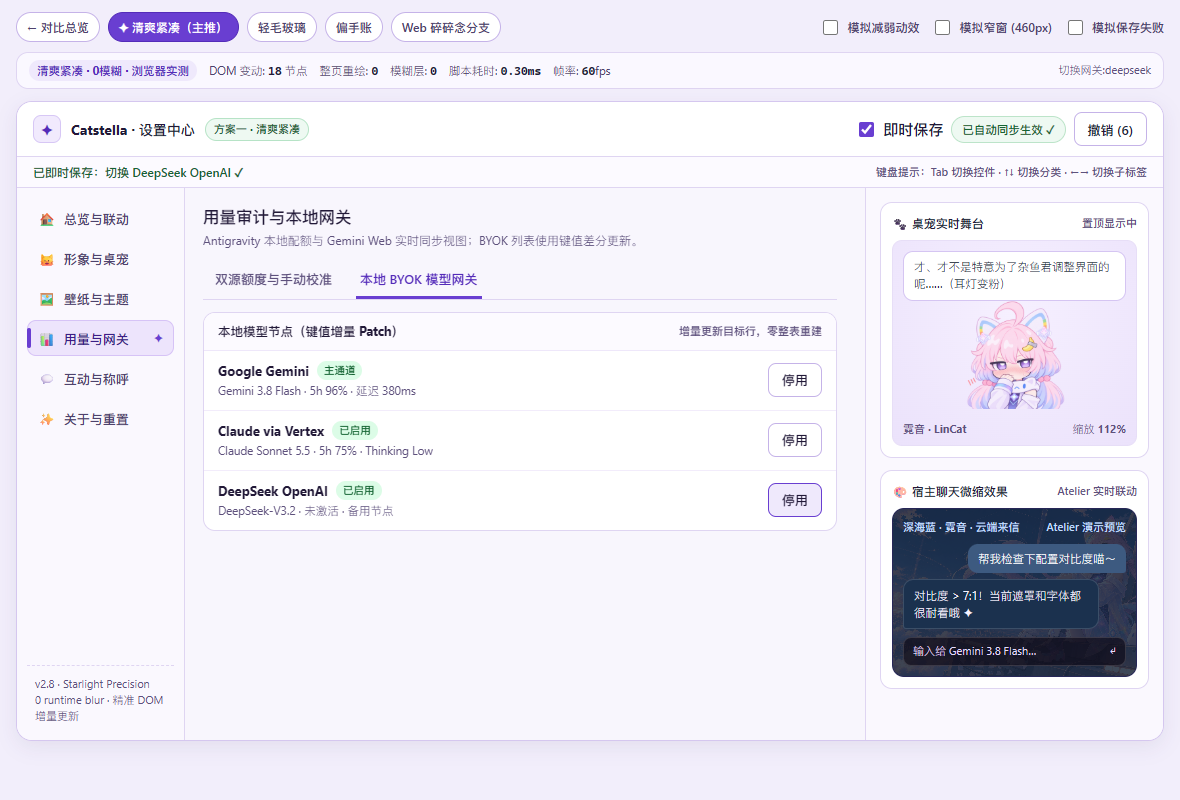 ← 对比总览
✦ 清爽紧凑（主推）
轻毛玻璃
偏手账
Web 碎碎念分支
模拟减弱动效
模拟窄窗 (460px)
模拟保存失败
清爽紧凑 · 0模糊 · 浏览器实测
DOM 变动: 18 节点
整页重绘: 0
模糊层: 0
脚本耗时: 0.30ms
帧率: 60fps
切换网关:deepseek
✦
Catstella · 设置中心
方案一 · 清爽紧凑
即时保存
已自动同步生效 ✓
撤销 (6)
已即时保存：切换 DeepSeek OpenAI ✓
键盘提示：Tab 切换控件 · ↑↓ 切换分类 · ←→ 切换子标签
总览与联动
形象与桌宠
壁纸与主题
用量与网关 ✦
互动与称呼
关于与重置
v2.8 · Starlight Precision
0 runtime blur · 精准 DOM
增量更新
用量审计与本地网关
Antigravity 本地配额与 Gemini Web 实时同步视图；BYOK 列表使用键值差分更新。
双源额度与手动校准
本地 BYOK 模型网关
本地模型节点（键值增量 Patch）
增量更新目标行，零整表重建
Google Gemini 主通道
Gemini 3.8 Flash · 5h 96% · 延迟 380ms
停用
Claude via Vertex 已启用
Claude Sonnet 5.5 · 5h 75% · Thinking Low
停用
DeepSeek OpenAI 已启用
DeepSeek-V3.2 · 未激活 · 备用节点
停用
桌宠实时舞台
置顶显示中
才、才不是特意为了杂鱼君调整界面的
呢……（耳灯变粉）
霓音 · LinCat
缩放 112%
宿主聊天微缩效果
Atelier 实时联动
深海蓝 · 霓音 · 云端来信
Atelier 演示预览
帮我检查下配置对比度喵～
对比度 > 7:1！当前遮罩和字体都
很耐看哦 ✦
输入给 Gemini 3.8 Flash...
↲